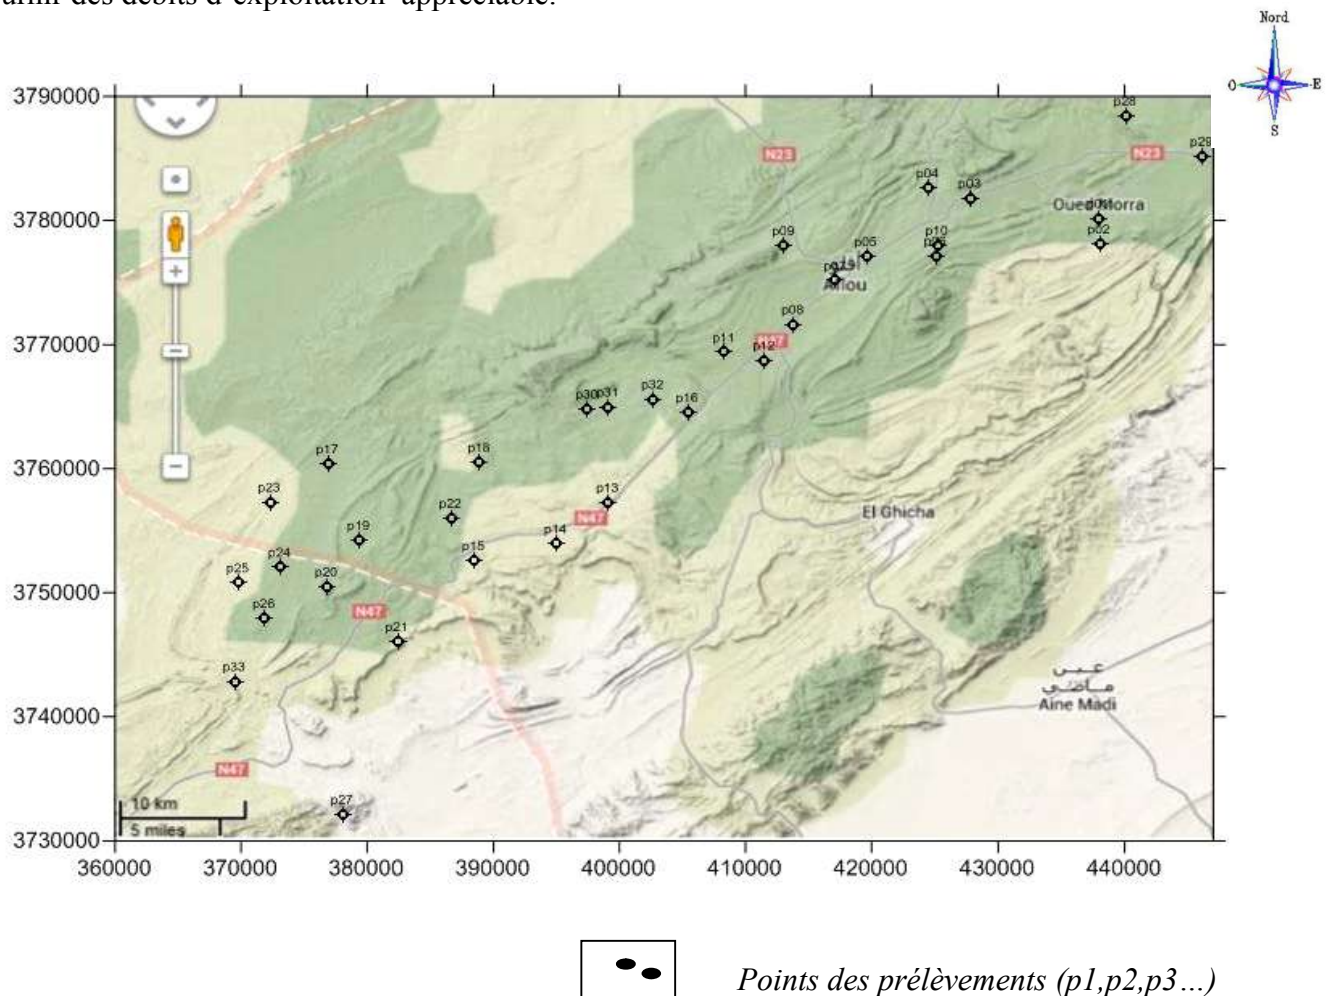 urnir des débits d'exploitation appréciable.
Nord
O
E
S
3790000
3780000
3770000
3760000
3750000
3740000
3730000
360000
370000
380000
390000
400000
410000
420000
430000
440000
p28
N23
N23
p29
p04
p03
Oued Morra
p02
p09
p05
p10
Aflou
p08
N47
p11
p12
p32
p30
p31
p16
p17
p18
p23
p13
p22
N47
El Ghicha
p19
p14
p15
p24
p25
p20
p26
N47
p21
p33
عين
ماضي
Aine Madi
N47
p27
10 km
5 miles
Points des prélèvements (p1,p2,p3...)